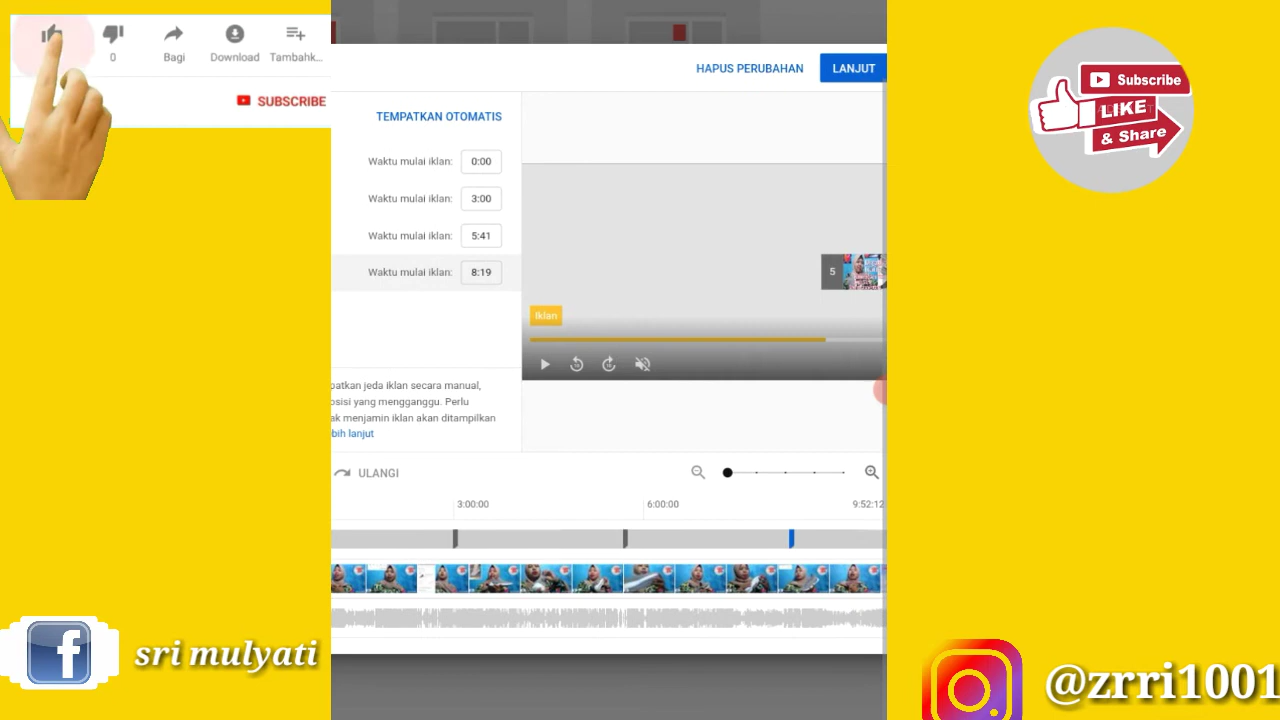 0
Bagi
Download
Tambahk...
SUBSCRIBE
HAPUS PERUBAHAN
LANJUT
TEMPATKAN OTOMATIS
Waktu mulai iklan: 0:00
Waktu mulai iklan: 3:00
Waktu mulai iklan: 5:41
Waktu mulai iklan: 8:19
5
Iklan
10
10
patkan jeda iklan secara manual,
osisi yang mengganggu. Perlu
ak menjamin iklan akan ditampilkan
bih lanjut
ULANGI
3:00:00
6:00:00
9:52:12
Subscribe
LIKE
& Share
f
sri mulyati
@zrri1001